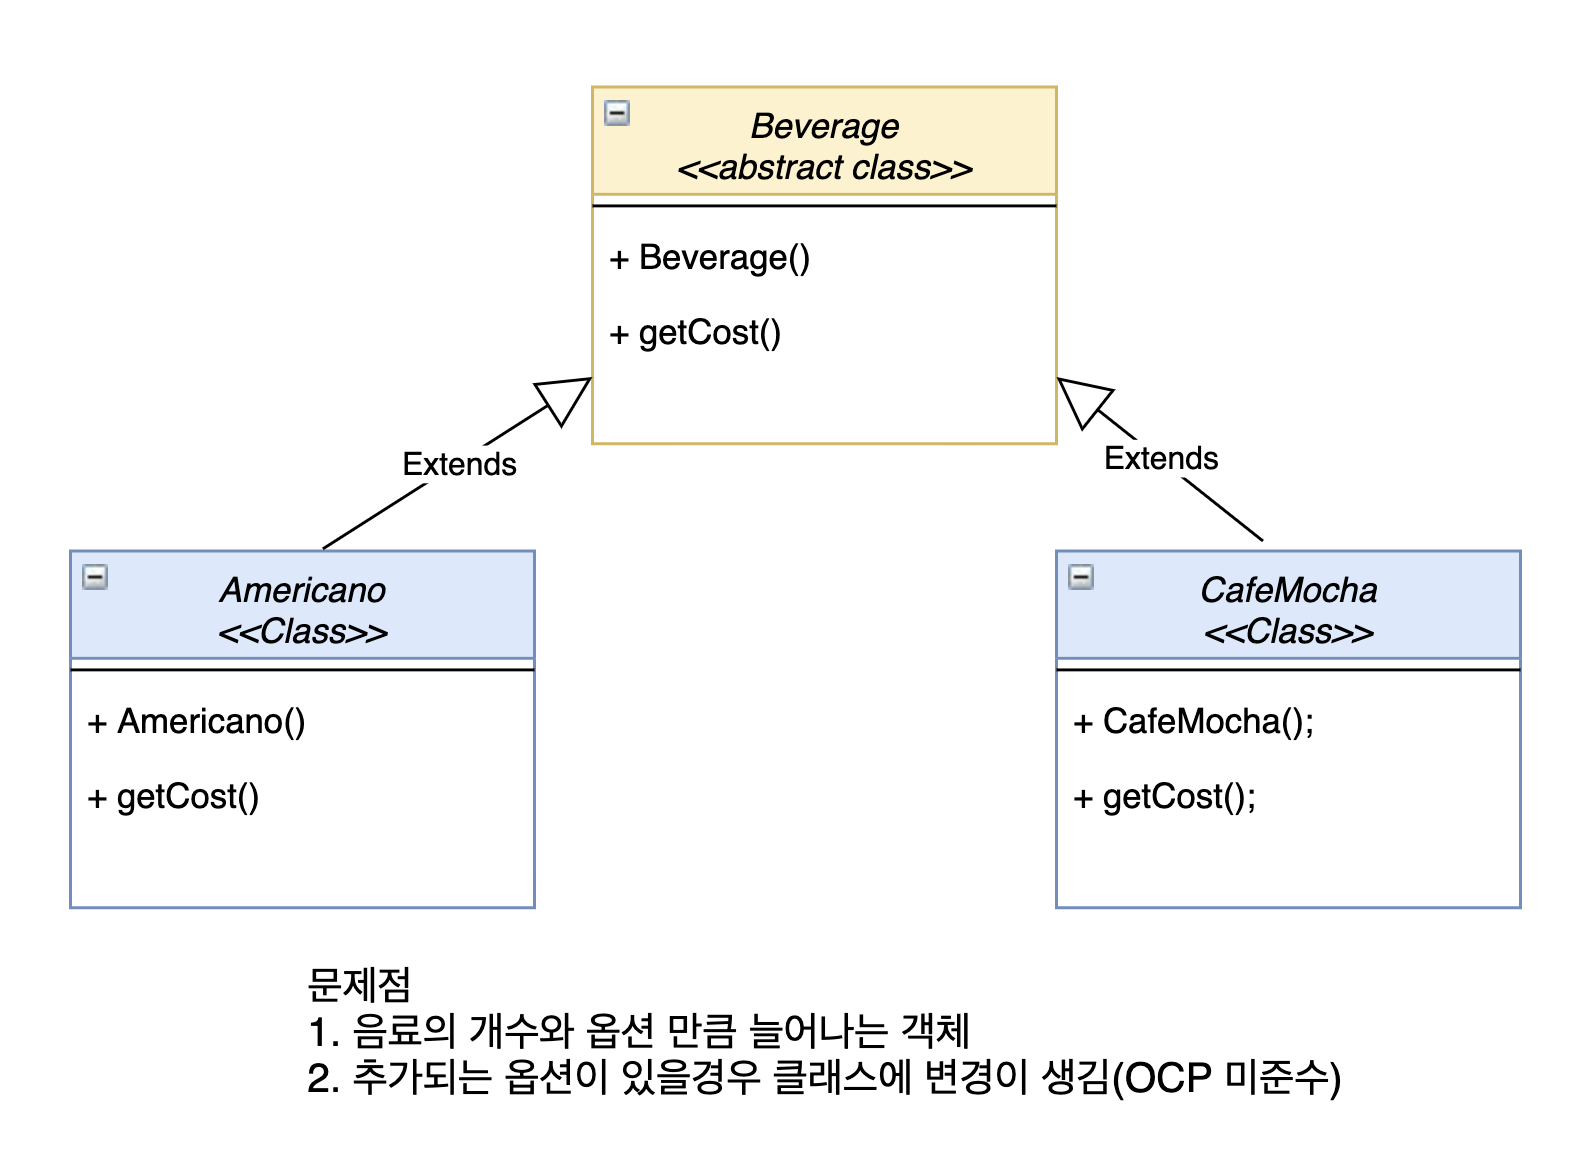 Beverage
<<abstract class>>
+ Beverage()
+ getCost()
Extends
Extends
Americano
<<Class>>
+ Americano()
+ getCost()
CafeMocha
<<Class>>
+ CafeMocha();
+ getCost();
문제점
1. 음료의 개수와 옵션 만큼 늘어나는 객체
2. 추가되는 옵션이 있을경우 클래스에 변경이 생김(OCP 미준수)